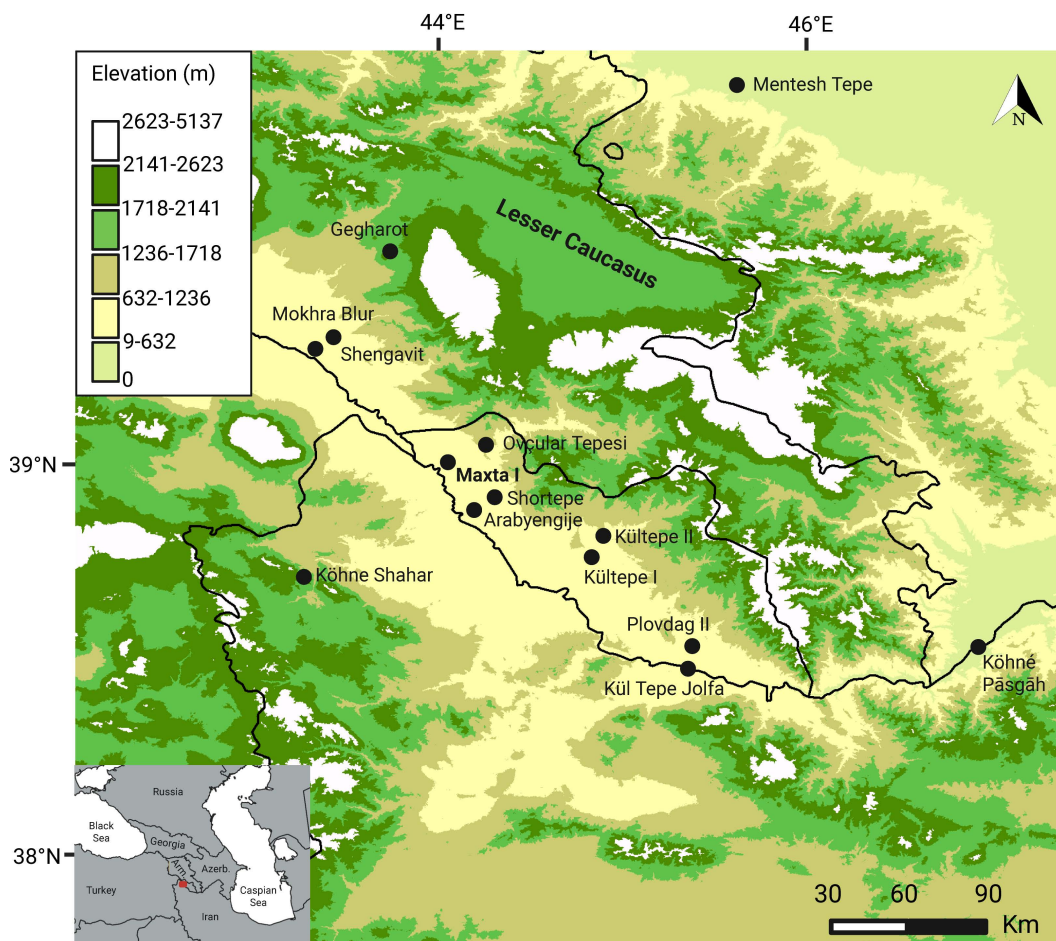 44°E
46°E
Elevation (m)
2623-5137
2141-2623
1718-2141
1236-1718
632-1236
9-632
0
Mentesh Tepe
N
Lesser Caucasus
Gegharot
Mokhra Blur
Shengavit
39°N
Ovçular Tepesi
Maxta I
Shortepe
Arabyengije
Kültepe II
Kültepe I
Köhne Shahar
Plovdag II
Kül Tepe Jolfa
Köhné
Pāsgāh
38°N
Russia
Black
Sea
Georgia
Arm.
Azerb.
Turkey
Caspian
Sea
Iran
30
60
90
Km